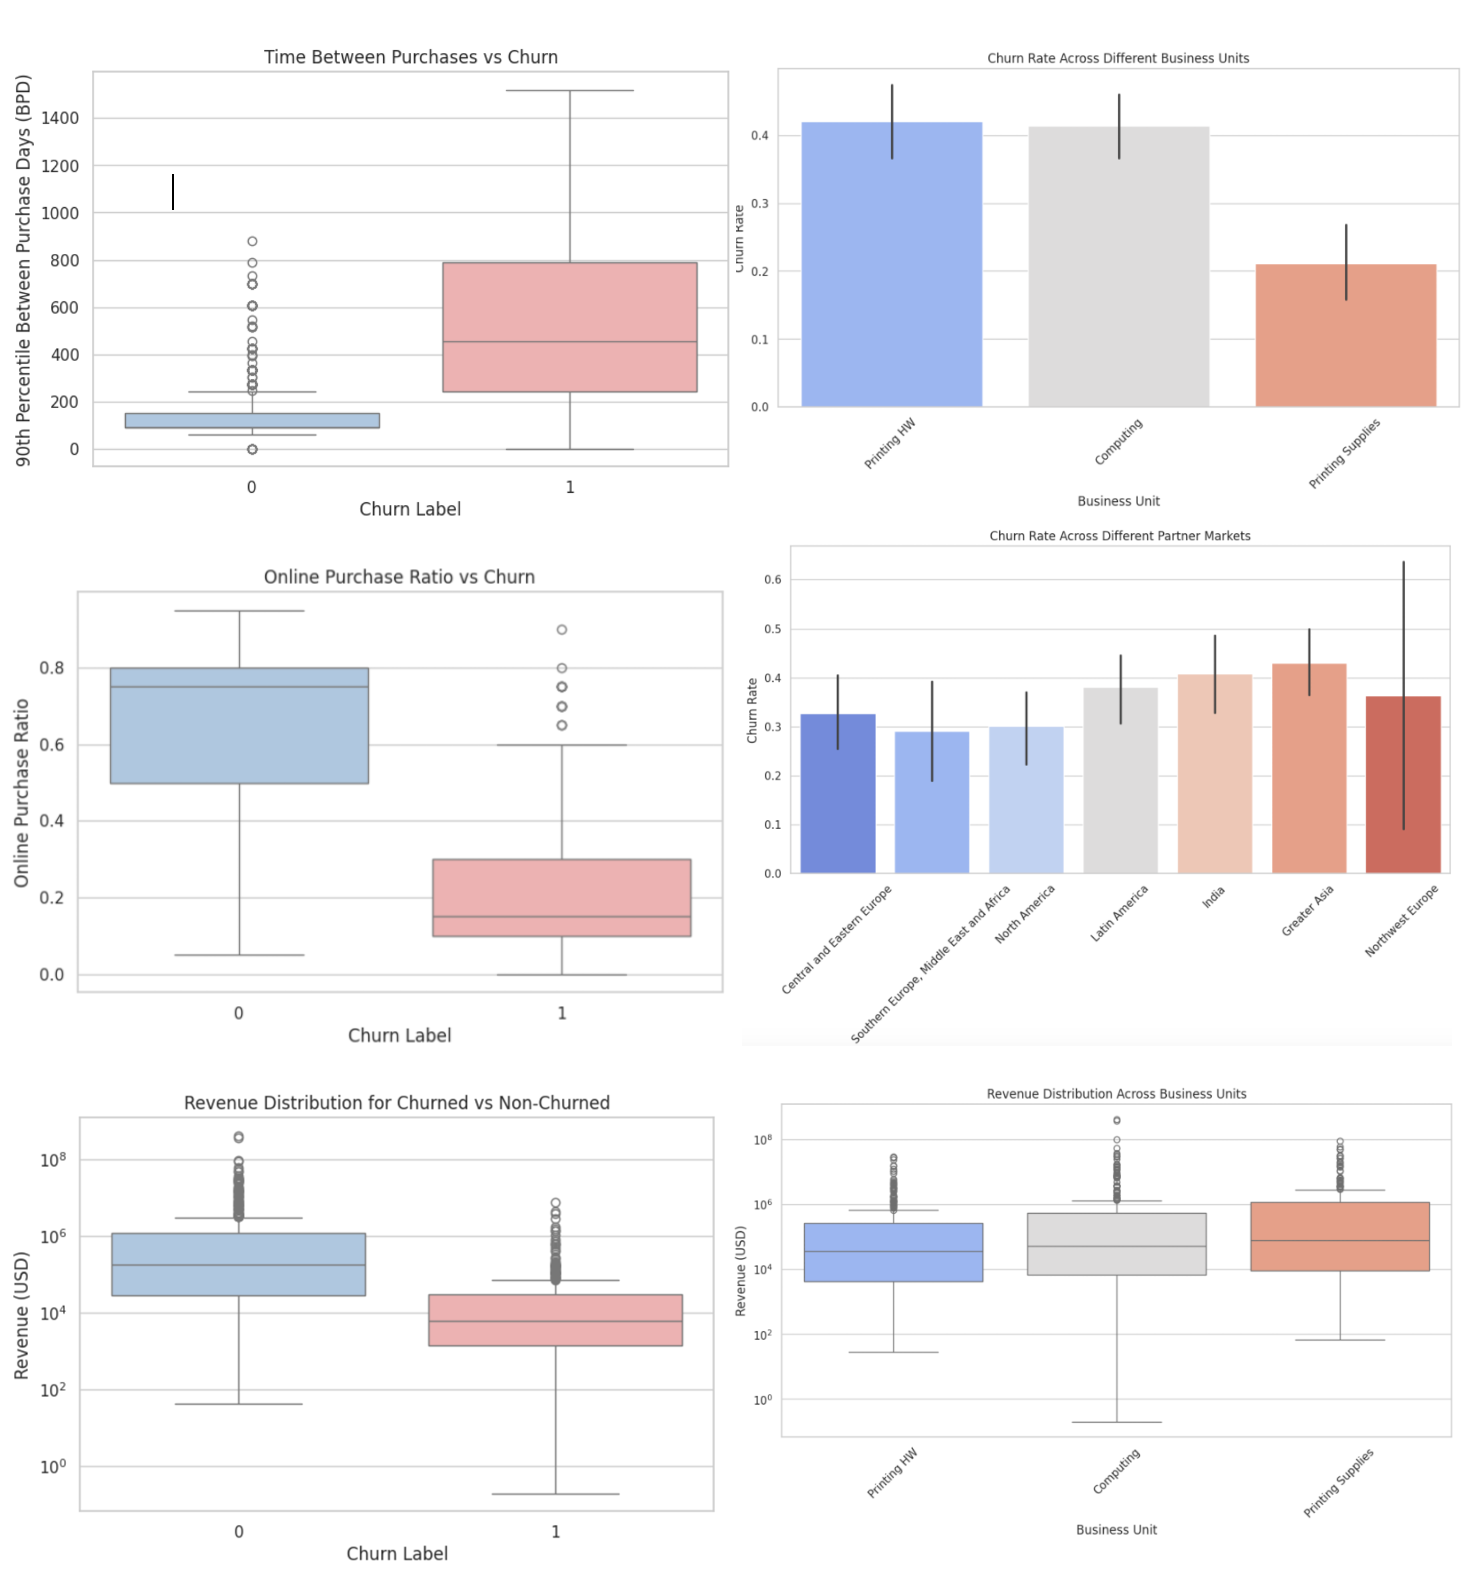 Time Between Purchases vs Churn
90th Percentile Between Purchase Days (BPD)
1400
1200
1000
800
600
400
200
0
0
1
Churn Label
Churn Rate Across Different Business Units
Churn Rate
0.4
0.3
0.2
0.1
0.0
Printing HW
Computing
Printing Supplies
Business Unit
Online Purchase Ratio vs Churn
Online Purchase Ratio
0.8
0.6
0.4
0.2
0.0
0
1
Churn Label
Churn Rate Across Different Partner Markets
Churn Rate
0.6
0.5
0.4
0.3
0.2
0.1
0.0
Central and Eastern Europe
Southern Europe, Middle East and Africa
North America
Latin America
India
Greater Asia
Northwest Europe
Revenue Distribution for Churned vs Non-Churned
Revenue (USD)
10⁸
10⁶
10⁴
10²
10⁰
0
1
Churn Label
Revenue Distribution Across Business Units
Revenue (USD)
10⁸
10⁶
10⁴
10²
10⁰
Printing HW
Computing
Printing Supplies
Business Unit